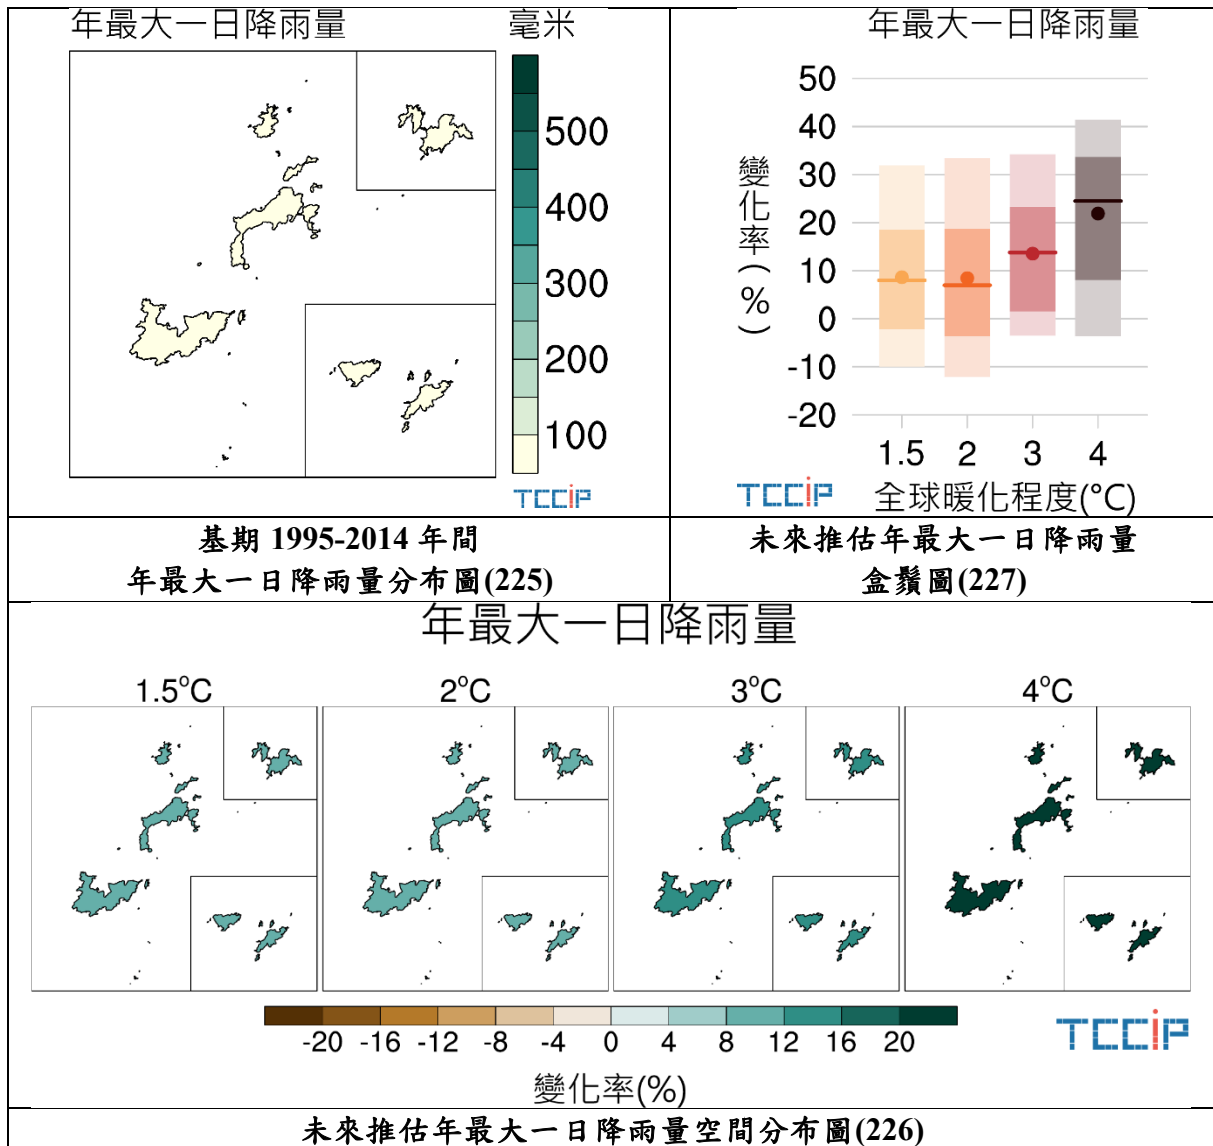 年最大一日降雨量
毫米
500
400
300
200
100
TCCiP
基期 1995-2014 年間
年最大一日降雨量分布圖(225)
年最大一日降雨量
變化率(%)
50
40
30
20
10
0
-10
-20
1.5 2 3 4
TCCiP 全球暖化程度(°C)
未來推估年最大一日降雨量
盒鬚圖(227)
年最大一日降雨量
1.5°C 2°C 3°C 4°C
-20 -16 -12 -8 -4 0 4 8 12 16 20
變化率(%)
TCCiP
未來推估年最大一日降雨量空間分布圖(226)